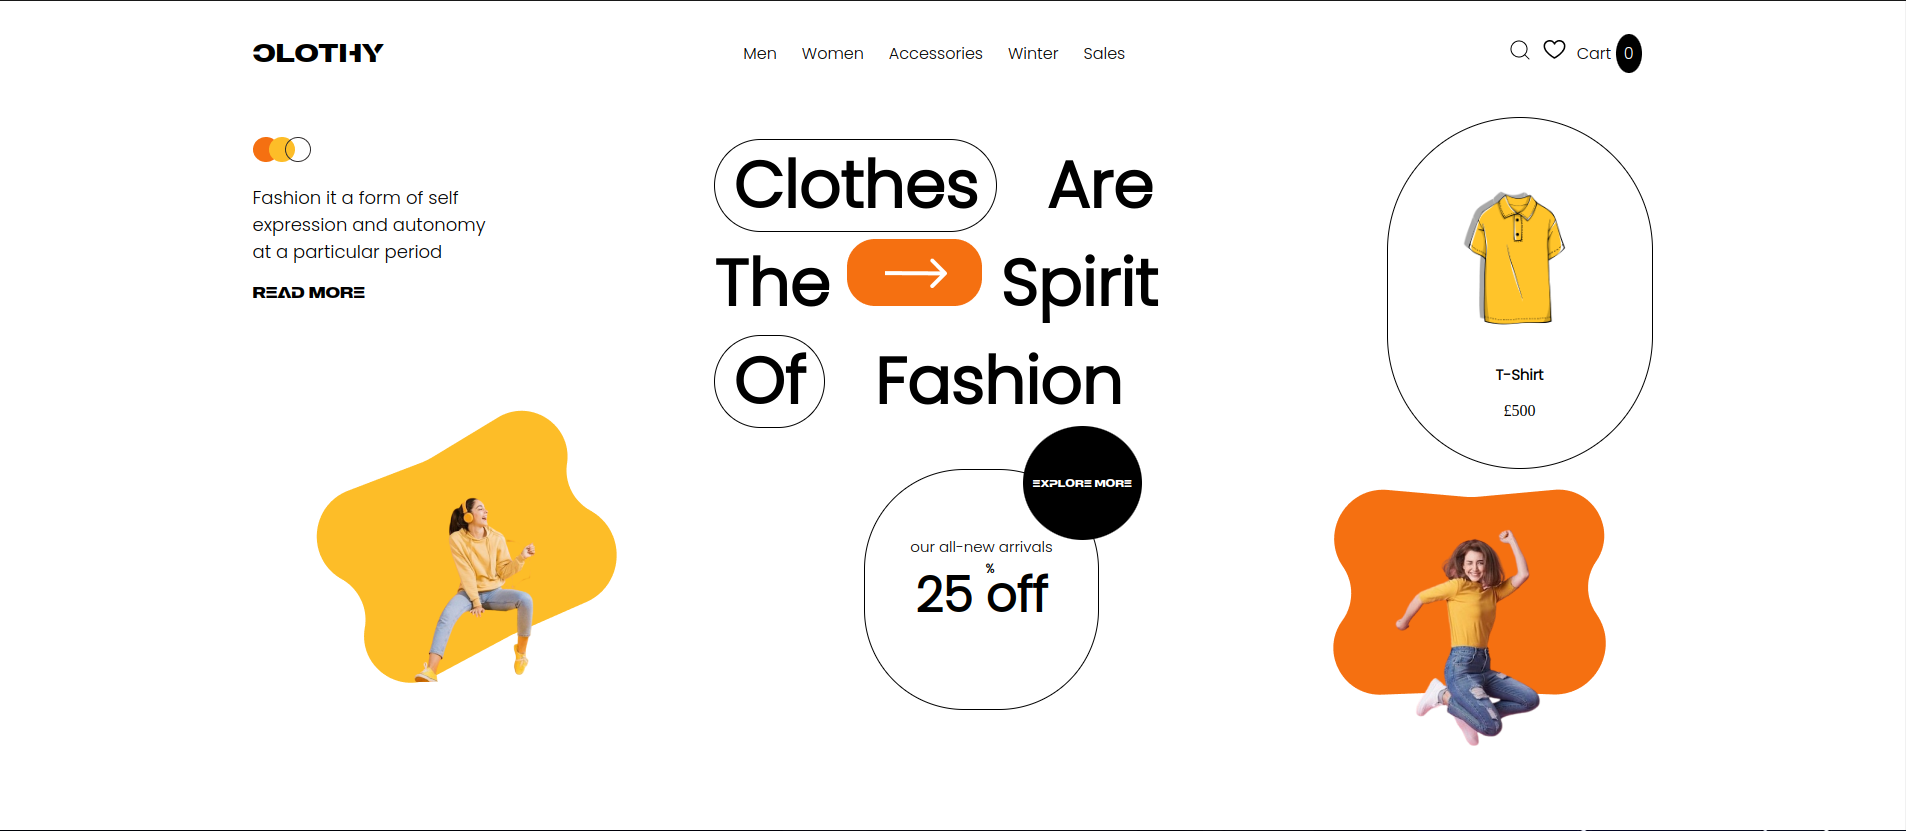 CLOTHY
Men Women Accessories Winter Sales
Cart 0
Fashion it a form of self
expression and autonomy
at a particular period
READ MORE
Clothes Are
The Spirit
Of Fashion
EXPLORE MORE
our all-new arrivals
%
25 off
T-Shirt
£500